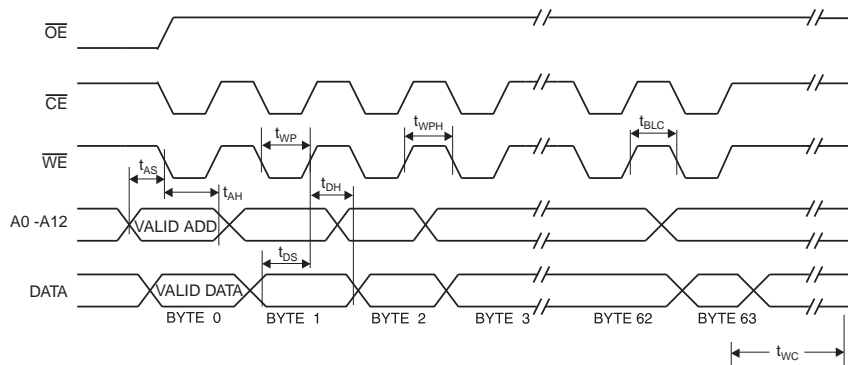 OE
CE
tWP
tWPH
tBLC
WE
tAS
tAH
tDH
A0 -A12
VALID ADD
tDS
DATA
VALID DATA
BYTE 0
BYTE 1
BYTE 2
BYTE 3
BYTE 62
BYTE 63
tWC